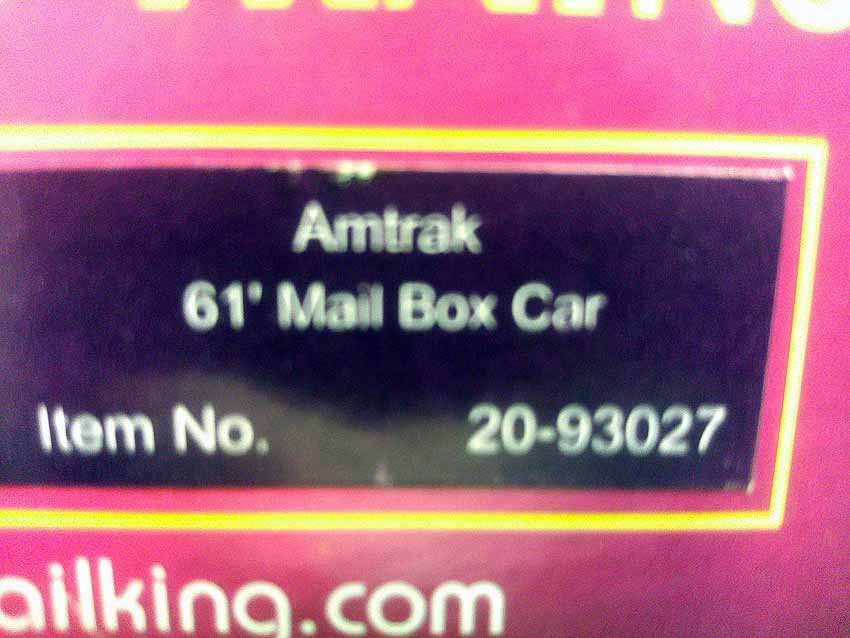 Amtrak
61' Mail Box Car
Item No. 20-93027
ailking.com